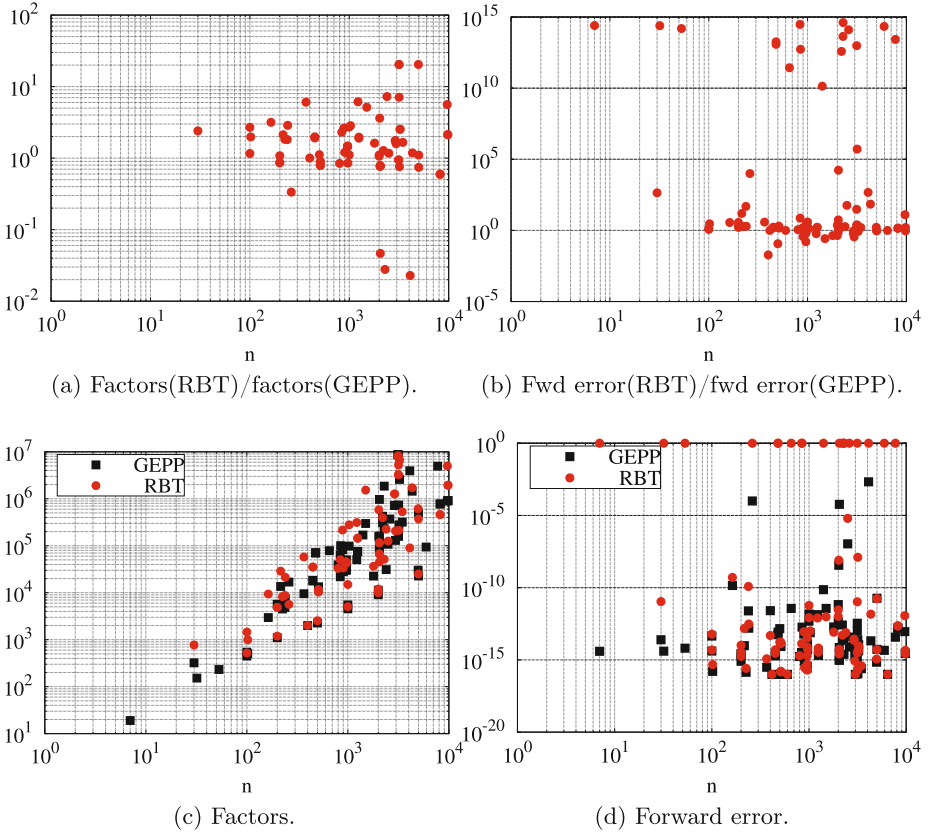 10^2
10^1
10^0
10^-1
10^-2
10^0 10^1 10^2 10^3 10^4
n
(a) Factors(RBT)/factors(GEPP).
10^15
10^10
10^5
10^0
10^-5
10^0 10^1 10^2 10^3 10^4
n
(b) Fwd error(RBT)/fwd error(GEPP).
10^7
10^6
10^5
10^4
10^3
10^2
10^1
GEPP
RBT
10^0 10^1 10^2 10^3 10^4
n
(c) Factors.
10^0
10^-5
10^-10
10^-15
10^-20
GEPP
RBT
10^0 10^1 10^2 10^3 10^4
n
(d) Forward error.